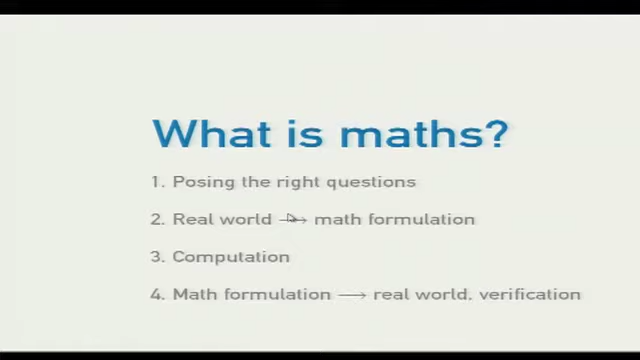 What is maths?
1. Posing the right questions
2. Real world → math formulation
3. Computation
4. Math formulation → real world, verification